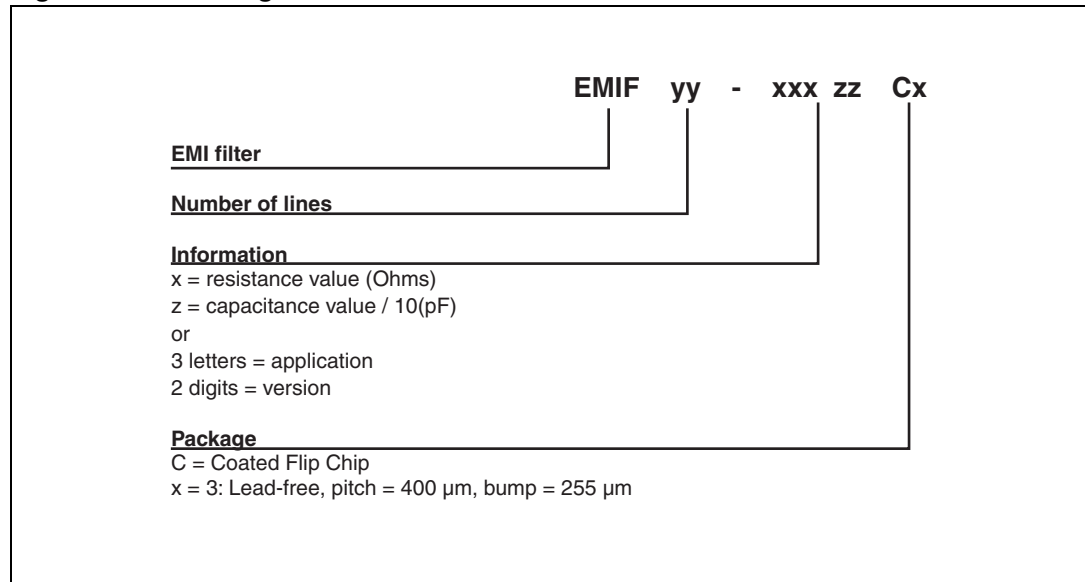 EMIF yy - xxx zz Cx
EMI filter
Number of lines
Information
x = resistance value (Ohms)
z = capacitance value / 10(pF)
or
3 letters = application
2 digits = version
Package
C = Coated Flip Chip
x = 3: Lead-free, pitch = 400 µm, bump = 255 µm